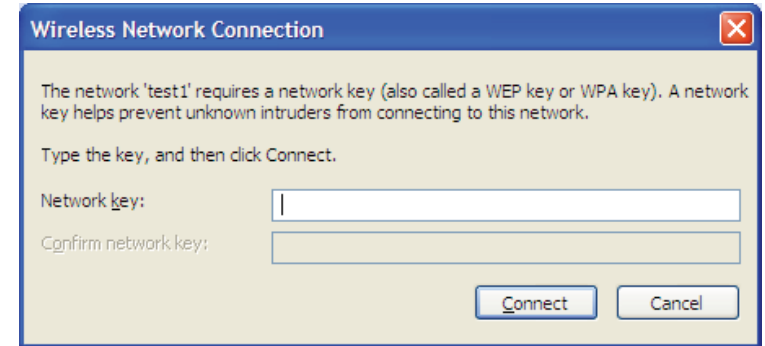 Wireless Network Connection
The network 'test1' requires a network key (also called a WEP key or WPA key). A network
key helps prevent unknown intruders from connecting to this network.
Type the key, and then click Connect.
Network key:
Confirm network key:
Connect Cancel